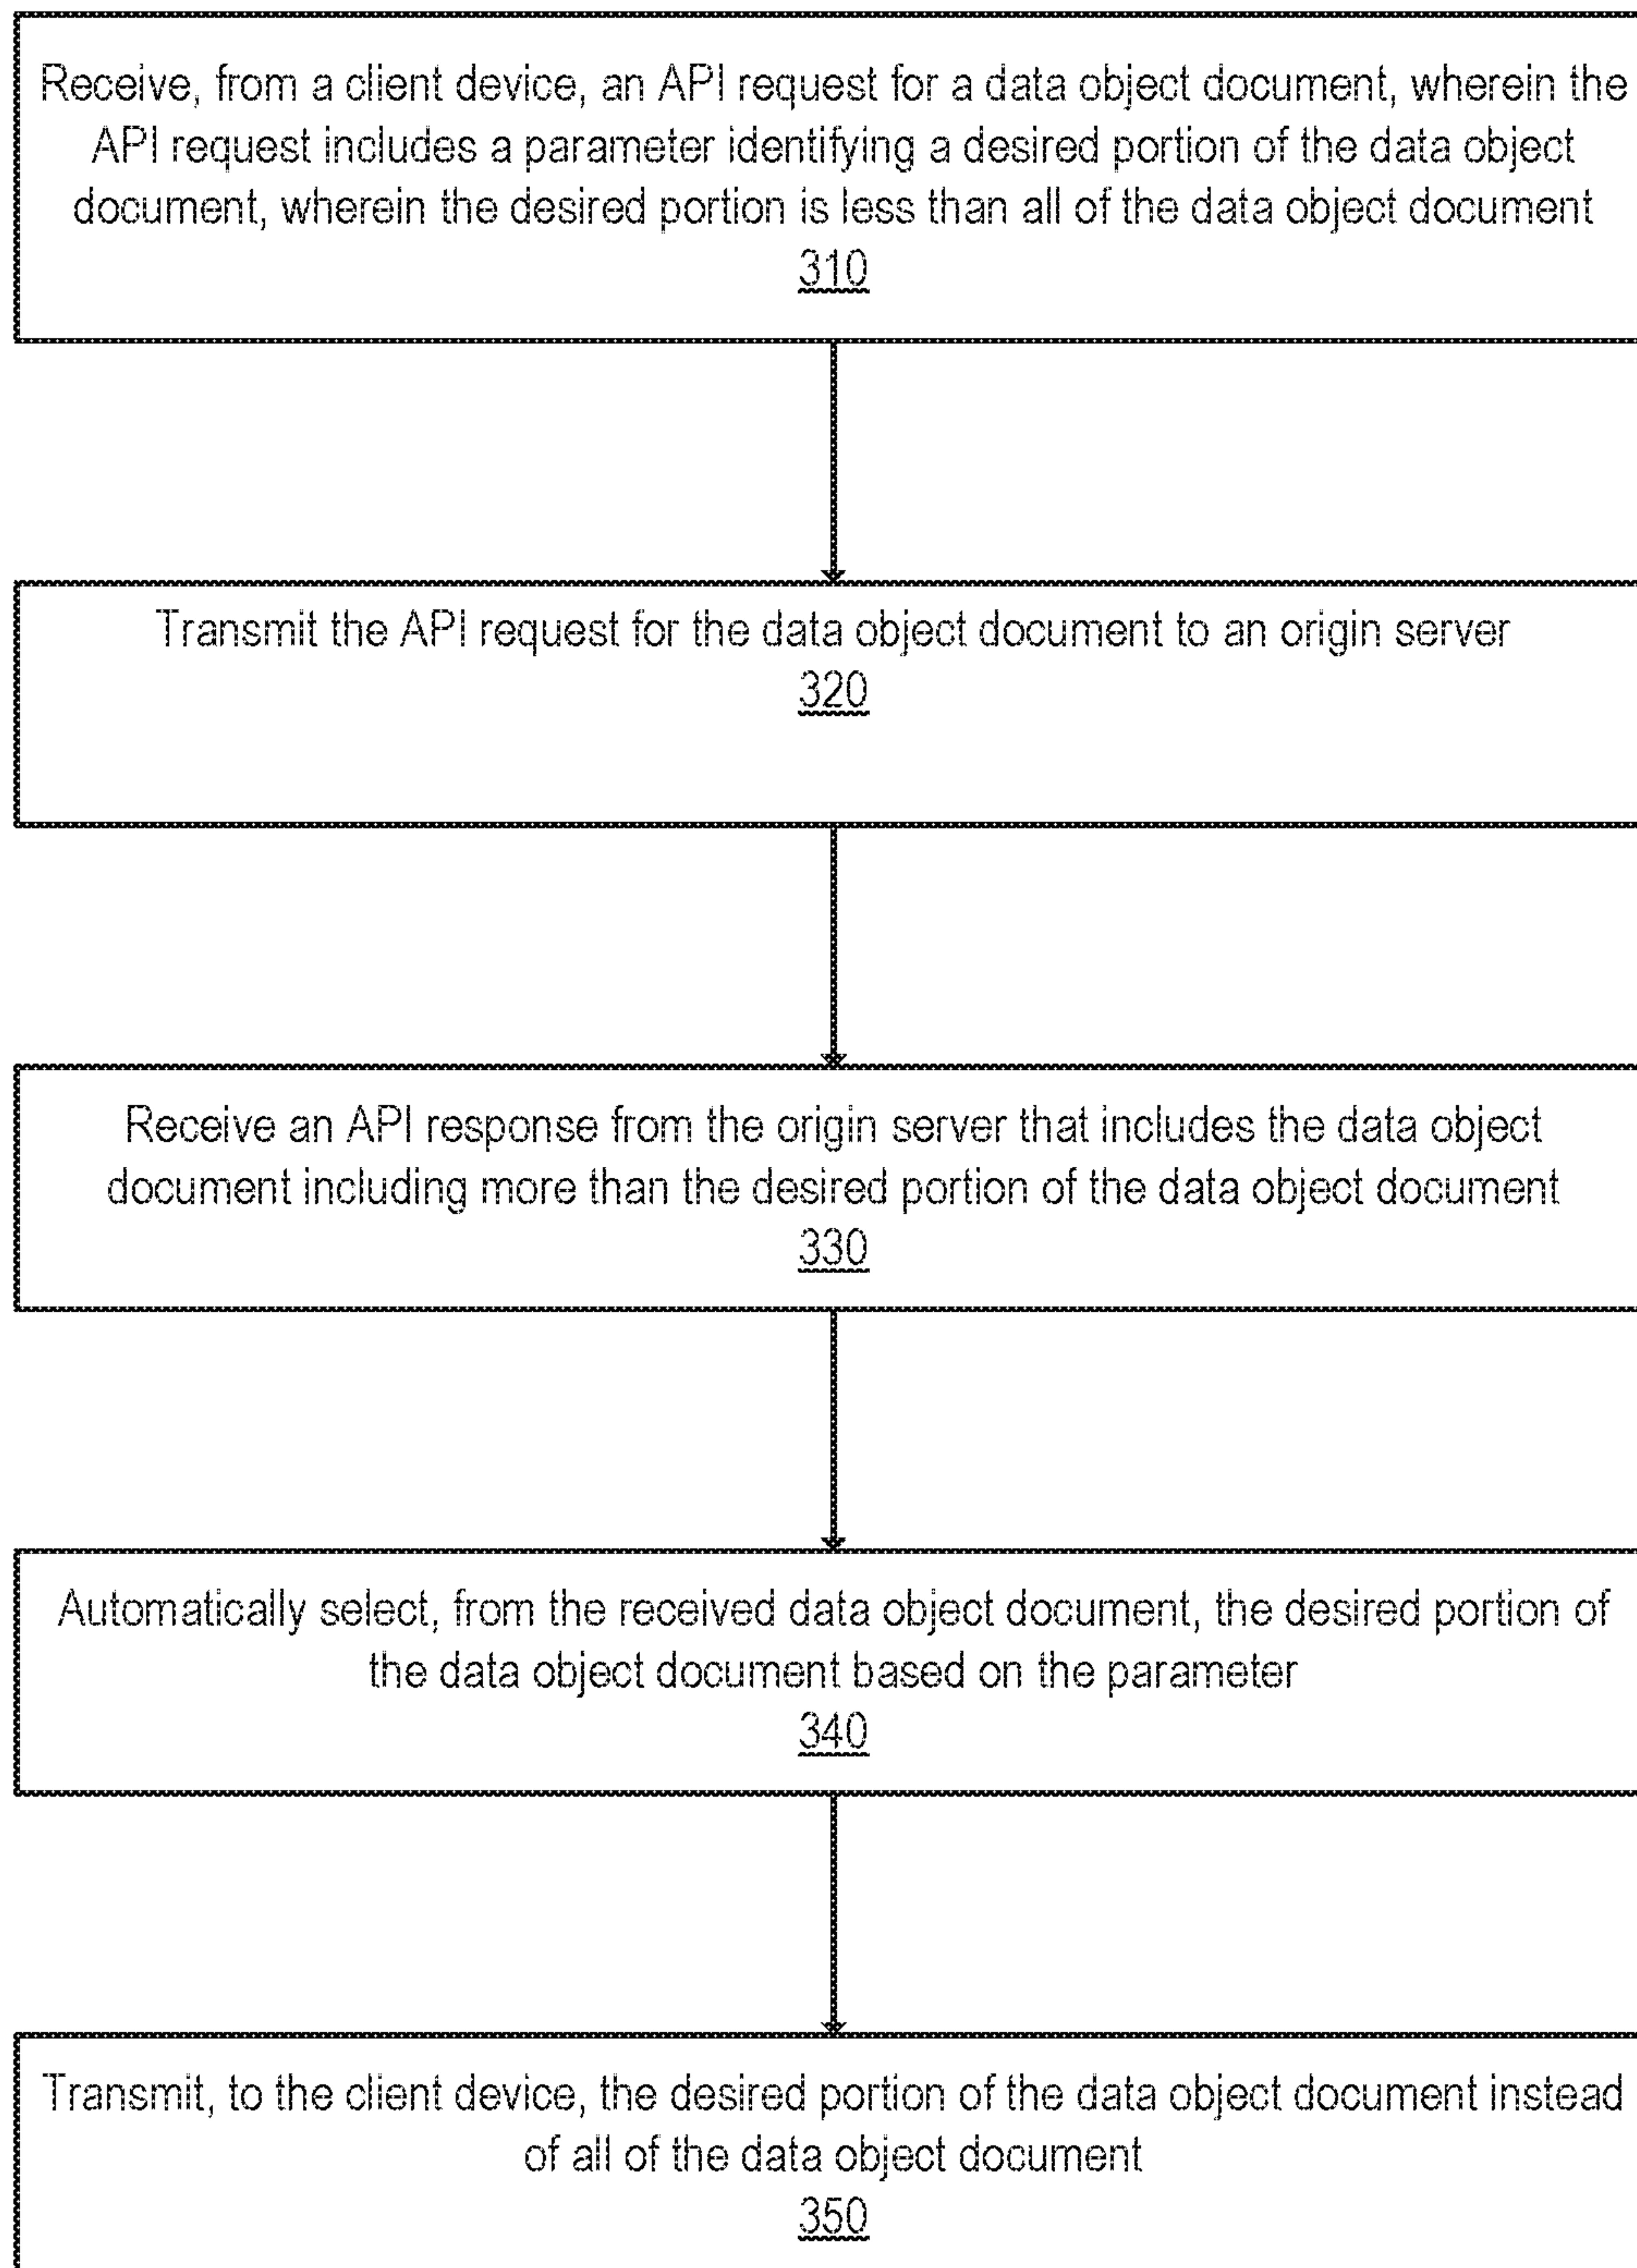 Receive, from a client device, an API request for a data object document, wherein the
API request includes a parameter identifying a desired portion of the data object
document, wherein the desired portion is less than all of the data object document
310
Transmit the API request for the data object document to an origin server
320
Receive an API response from the origin server that includes the data object
document including more than the desired portion of the data object document
330
Automatically select, from the received data object document, the desired portion of
the data object document based on the parameter
340
Transmit, to the client device, the desired portion of the data object document instead
of all of the data object document
350